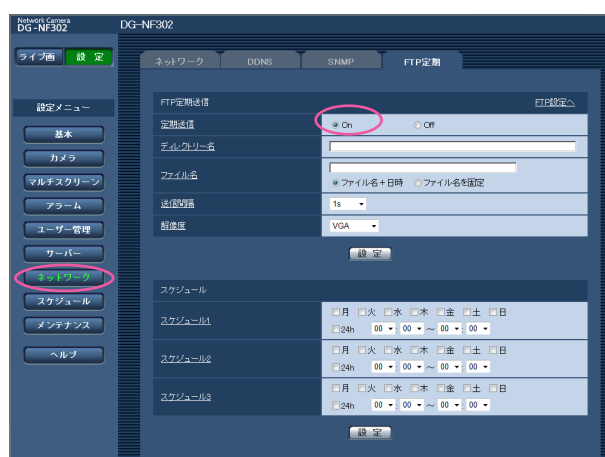 Network Camera
DG-NF302
DG-NF302
ライブ画 設 定
ネットワーク DDNS SNMP FTP定期
設定メニュー
基本
カメラ
マルチスクリーン
アラーム
ユーザー管理
サーバー
ネットワーク
スケジュール
メンテナンス
ヘルプ
FTP定期送信 FTP設定へ
定期送信 On Off
ディレクトリー名
ファイル名
ファイル名+日時 ファイル名を固定
送信間隔 1s
解像度 VGA
設 定
スケジュール
スケジュール1 月 火 水 木 金 土 日
24h 00 : 00 ~ 00 : 00
スケジュール2 月 火 水 木 金 土 日
24h 00 : 00 ~ 00 : 00
スケジュール3 月 火 水 木 金 土 日
24h 00 : 00 ~ 00 : 00
設 定